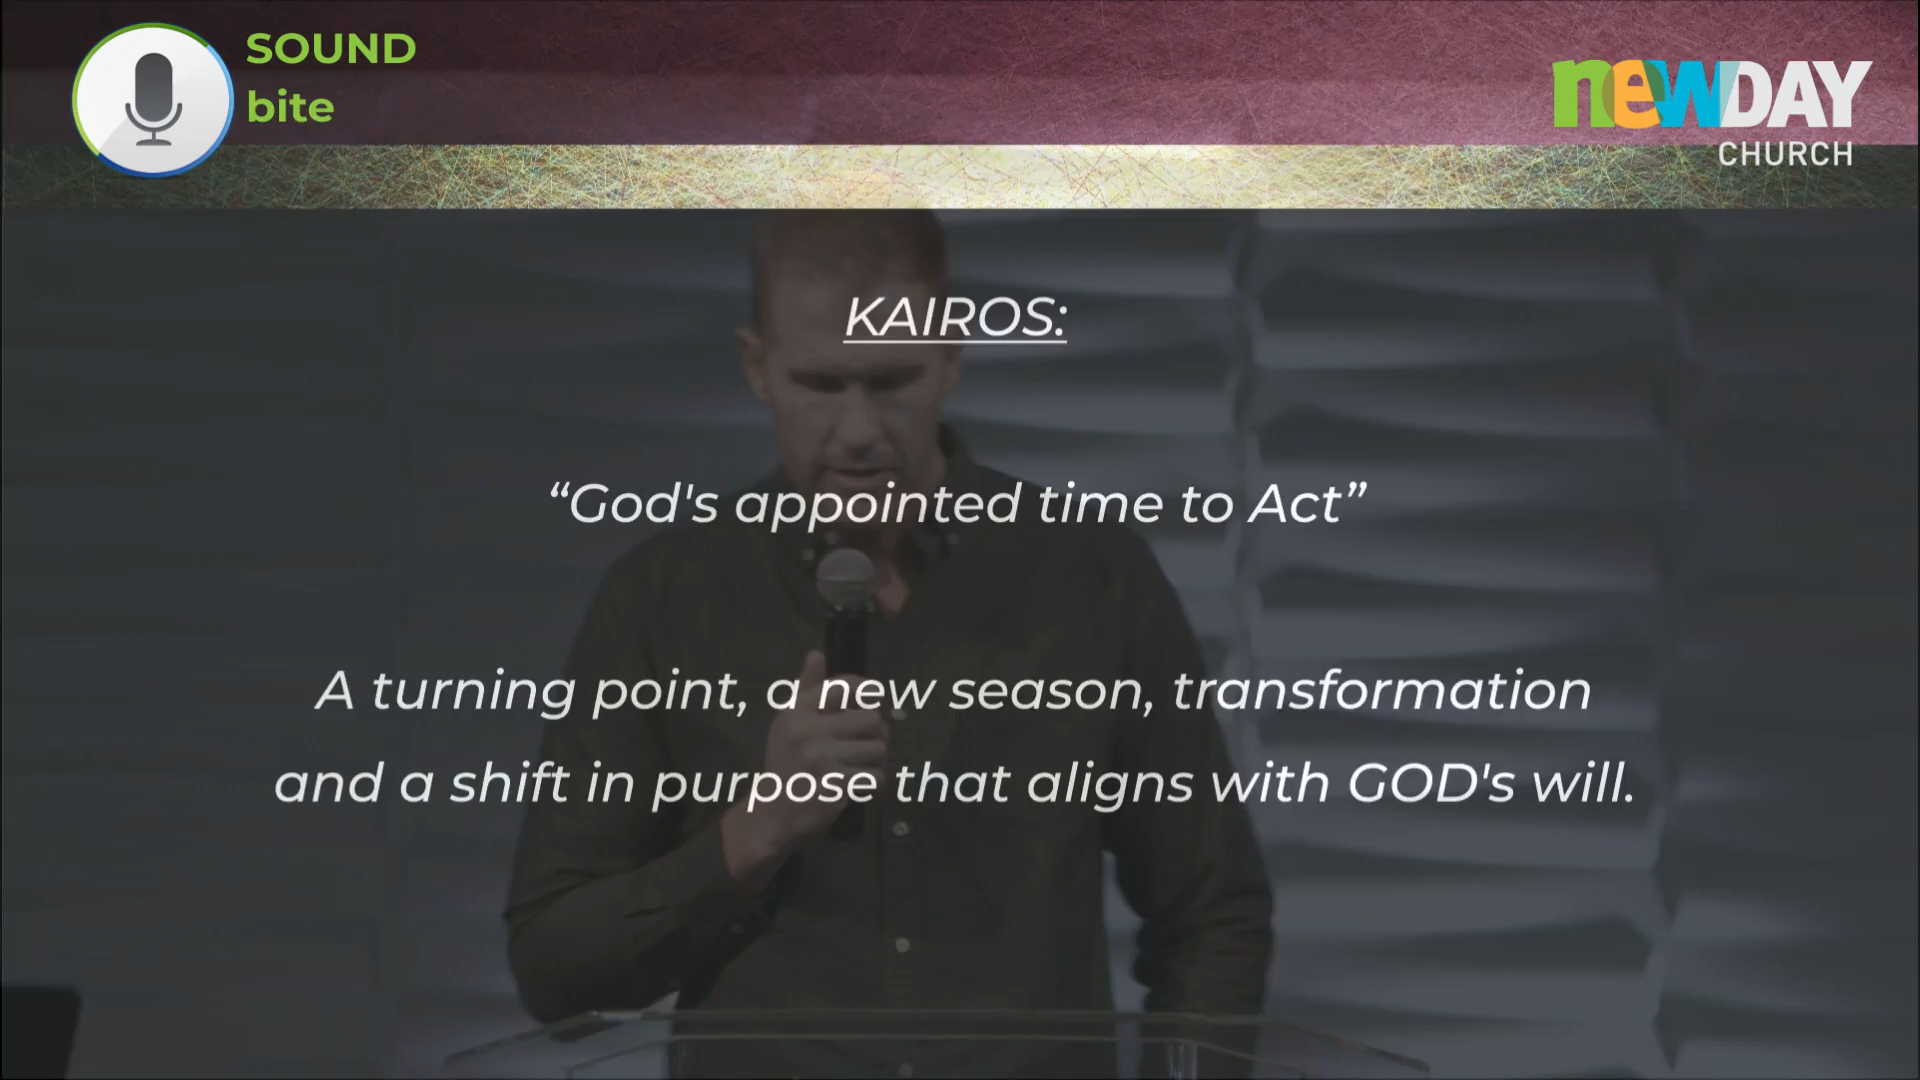 SOUND
bite
newDAY
CHURCH
KAIROS:
“God's appointed time to Act”
A turning point, a new season, transformation
and a shift in purpose that aligns with GOD's will.